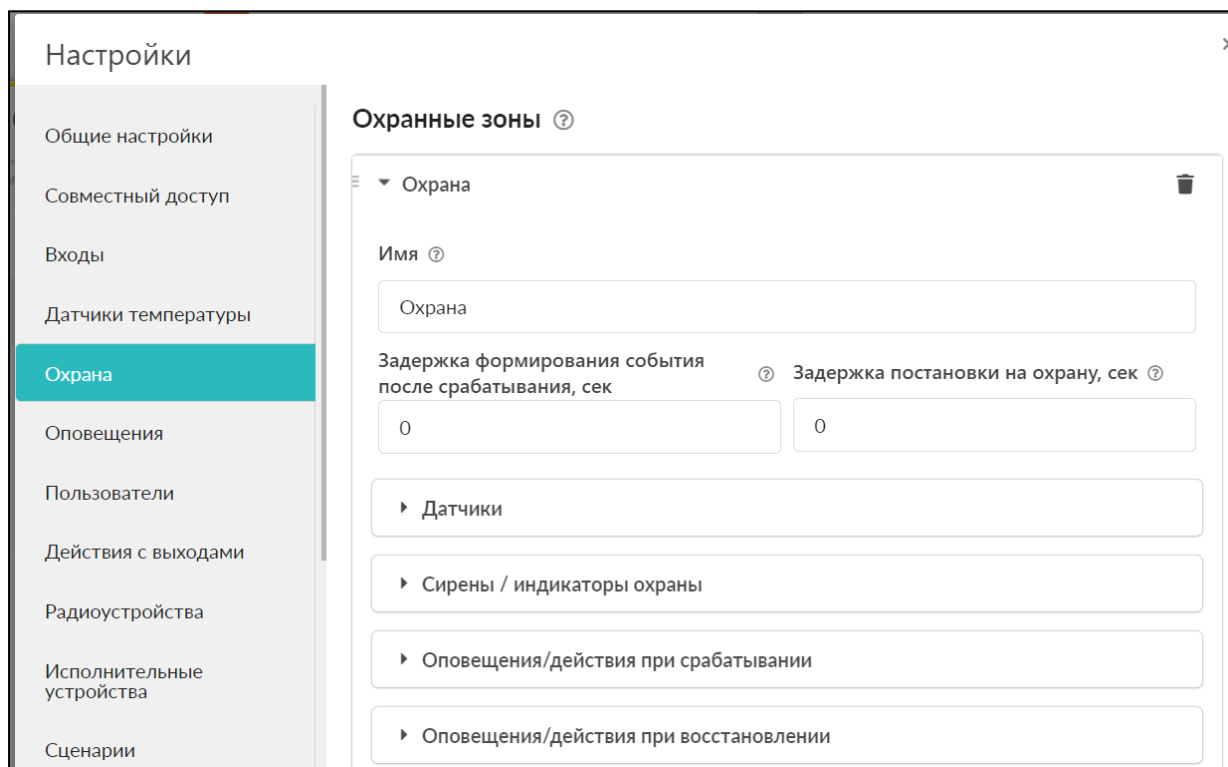 Настройки
Общие настройки
Совместный доступ
Входы
Датчики температуры
Охрана
Оповещения
Пользователи
Действия с выходами
Радиоустройства
Исполнительные
устройства
Сценарии
Охранные зоны
Охрана
Имя
Охрана
Задержка формирования события
после срабатывания, сек
0
Задержка постановки на охрану, сек
0
Датчики
Сирены / индикаторы охраны
Оповещения/действия при срабатывании
Оповещения/действия при восстановлении